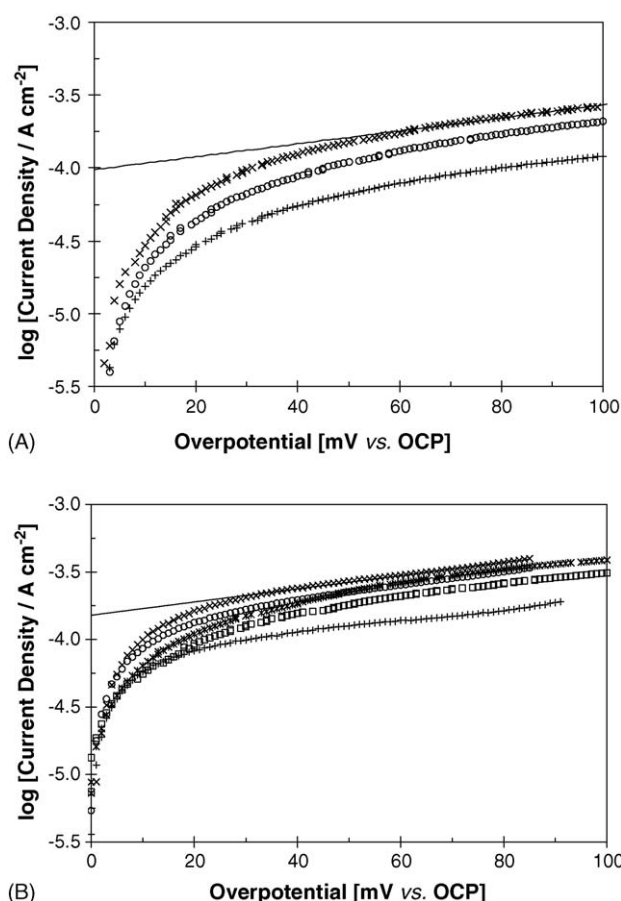 -3.0
-3.5
-4.0
-4.5
-5.0
-5.5
log [Current Density / A cm-2]
0 20 40 60 80 100
Overpotential [mV vs. OCP]
(A)
-3.0
-3.5
-4.0
-4.5
-5.0
-5.5
log [Current Density / A cm-2]
0 20 40 60 80 100
Overpotential [mV vs. OCP]
(B)